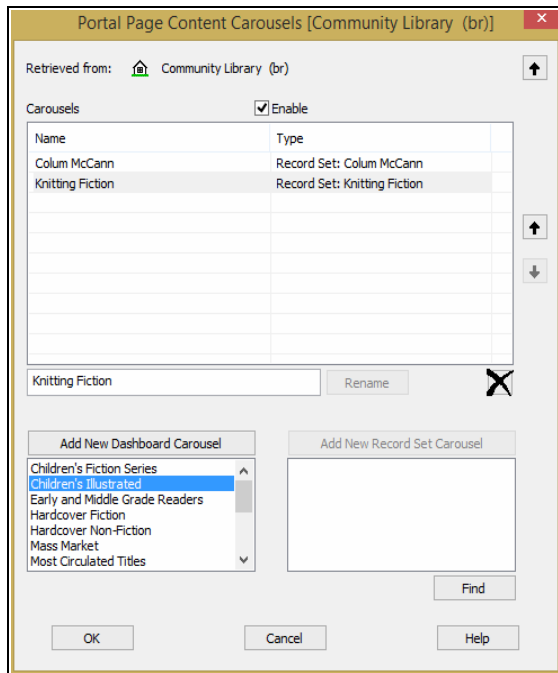 Portal Page Content Carousels [Community Library (br)]
Retrieved from: Community Library (br)
Carousels Enable
Name Type
Colum McCann Record Set: Colum McCann
Knitting Fiction Record Set: Knitting Fiction
Knitting Fiction Rename
Add New Dashboard Carousel Add New Record Set Carousel
Children's Fiction Series
Children's Illustrated
Early and Middle Grade Readers
Hardcover Fiction
Hardcover Non-Fiction
Mass Market
Most Circulated Titles
Find
OK Cancel Help